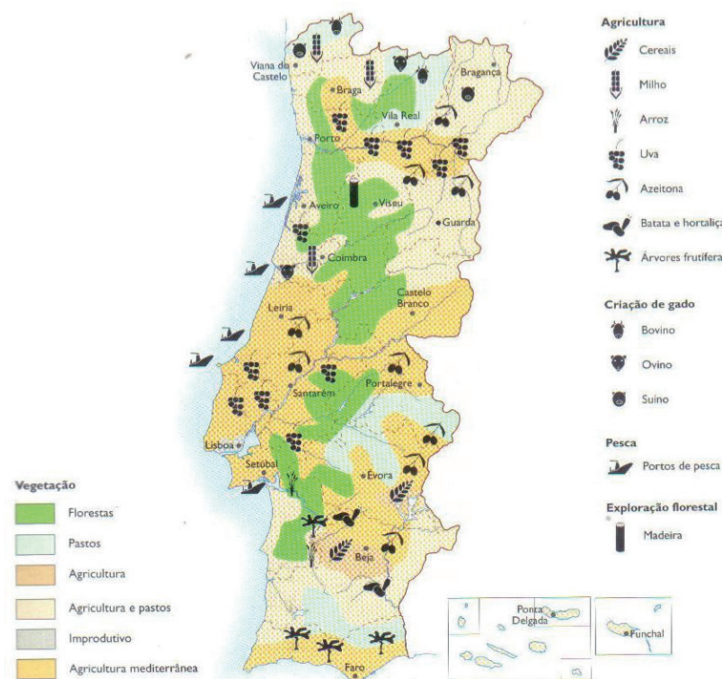 Viana do
Castelo
Bragança
Braga
Vila Real
Porto
Aveiro
Viseu
Guarda
Coimbra
Leiria
Castelo
Branco
Santarém
Portalegre
Lisboa
Setúbal
Évora
Beja
Faro
Ponta
Delgada
Funchal
Agricultura
Cereais
Milho
Arroz
Uva
Azeitona
Batata e hortaliça
Árvores frutífera
Criação de gado
Bovino
Ovino
Suíno
Pesca
Portos de pesca
Exploração florestal
Madeira
Vegetação
Florestas
Pastos
Agricultura
Agricultura e pastos
Improdutivo
Agricultura mediterrânea